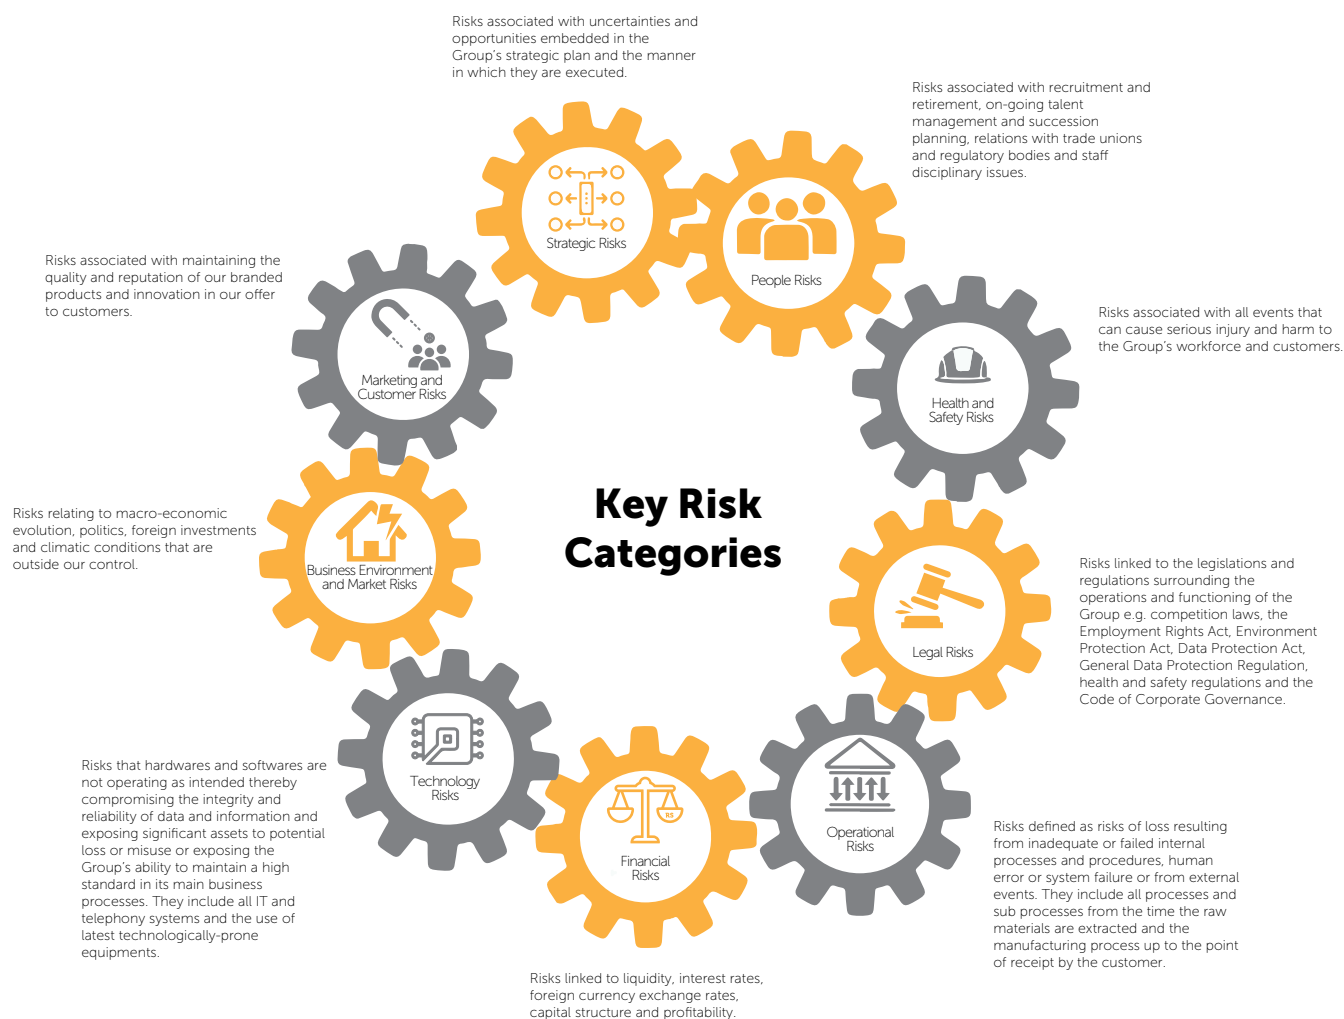 Risks associated with uncertainties and
opportunities embedded in the
Group's strategic plan and the manner
in which they are executed.
Strategic Risks
Risks associated with recruitment and
retirement, on-going talent
management and succession
planning, relations with trade unions
and regulatory bodies and staff
disciplinary issues.
People Risks
Risks associated with all events that
can cause serious injury and harm to
the Group's workforce and customers.
Health and
Safety Risks
Risks linked to the legislations and
regulations surrounding the
operations and functioning of the
Group e.g. competition laws, the
Employment Rights Act, Environment
Protection Act, Data Protection Act,
General Data Protection Regulation,
health and safety regulations and the
Code of Corporate Governance.
Legal Risks
Risks defined as risks of loss resulting
from inadequate or failed internal
processes and procedures, human
error or system failure or from external
events. They include all processes and
sub processes from the time the raw
materials are extracted and the
manufacturing process up to the point
of receipt by the customer.
Operational
Risks
RS
Financial
Risks
Risks linked to liquidity, interest rates,
foreign currency exchange rates,
capital structure and profitability.
Technology
Risks
Risks that hardwares and softwares are
not operating as intended thereby
compromising the integrity and
reliability of data and information and
exposing significant assets to potential
loss or misuse or exposing the
Group's ability to maintain a high
standard in its main business
processes. They include all IT and
telephony systems and the use of
latest technologically-prone
equipments.
Business Environment
and Market Risks
Risks relating to macro-economic
evolution, politics, foreign investments
and climatic conditions that are
outside our control.
Marketing and
Customer Risks
Risks associated with maintaining the
quality and reputation of our branded
products and innovation in our offer
to customers.
Key Risk
Categories